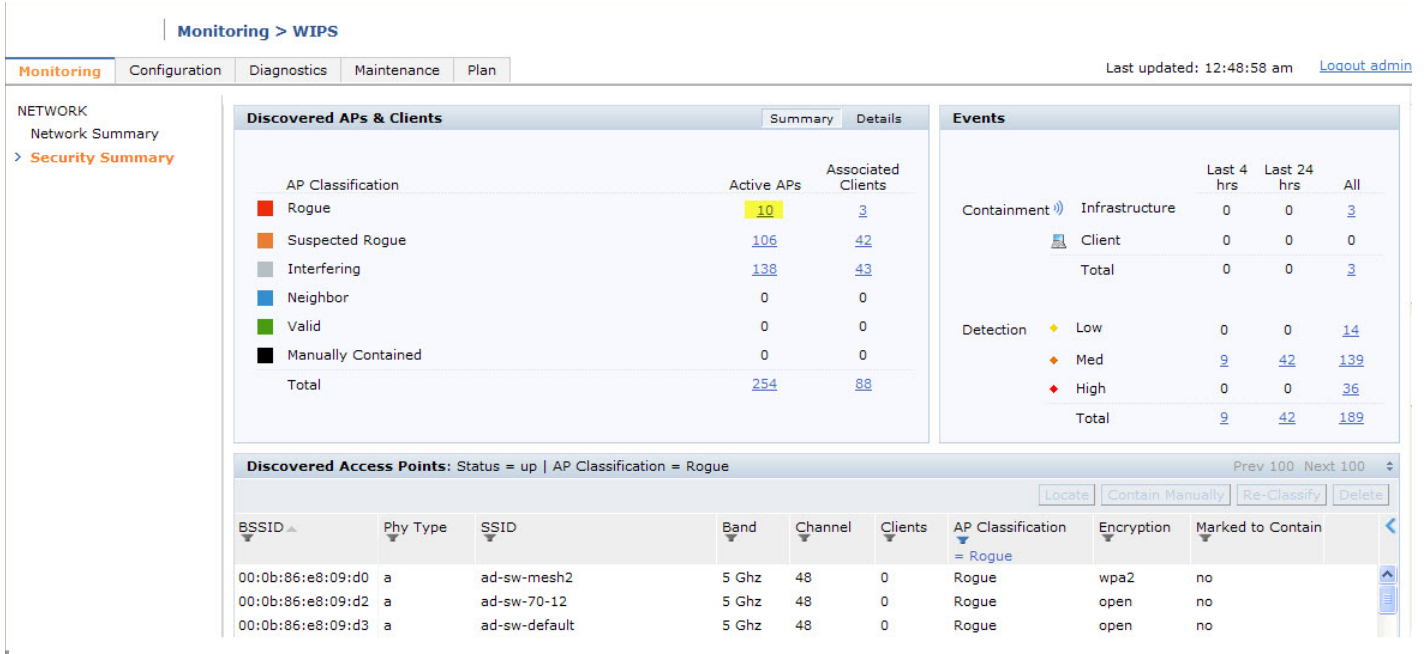 Monitoring > WIPS
Monitoring Configuration Diagnostics Maintenance Plan Last updated: 12:48:58 am Logout admin
NETWORK
Network Summary
> Security Summary
Discovered APs & Clients Summary Details
AP Classification Active APs Associated Clients
Rogue 10 3
Suspected Rogue 106 42
Interfering 138 43
Neighbor 0 0
Valid 0 0
Manually Contained 0 0
Total 254 88
Events
Last 4 hrs Last 24 hrs All
Containment Infrastructure 0 0 3
Client 0 0 0
Total 0 0 3
Detection Low 0 0 14
Med 9 42 139
High 0 0 36
Total 9 42 189
Discovered Access Points: Status = up | AP Classification = Rogue Prev 100 Next 100
Locate Contain Manually Re-Classify Delete
BSSID Phy Type SSID Band Channel Clients AP Classification Encryption Marked to Contain
= Rogue
00:0b:86:e8:09:d0 a ad-sw-mesh2 5 Ghz 48 0 Rogue wpa2 no
00:0b:86:e8:09:d2 a ad-sw-70-12 5 Ghz 48 0 Rogue open no
00:0b:86:e8:09:d3 a ad-sw-default 5 Ghz 48 0 Rogue open no